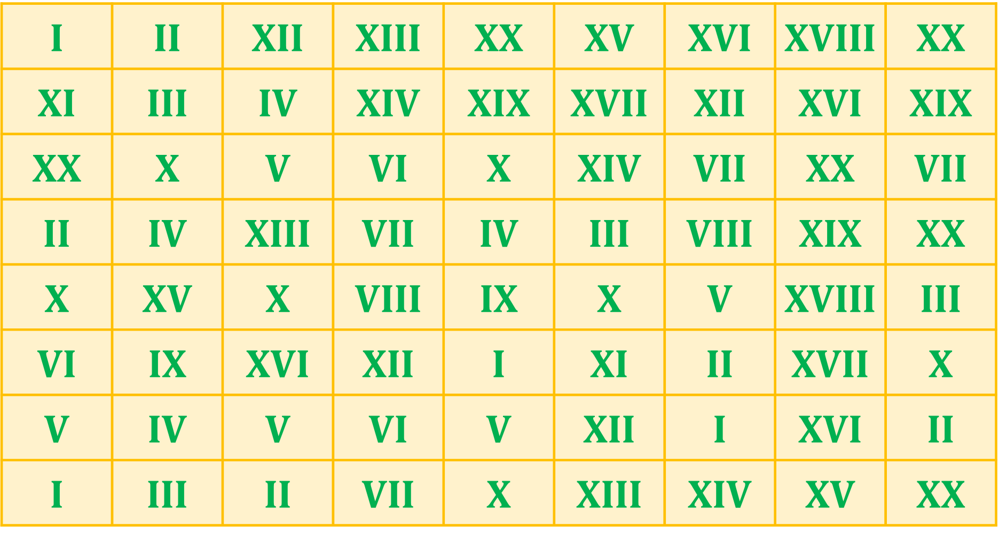 I II XII XIII XX XV XVI XVIII XX
XI III IV XIV XIX XVII XII XVI XIX
XX X V VI X XIV VII XX VII
II IV XIII VII IV III VIII XIX XX
X XV X VIII IX X V XVIII III
VI IX XVI XII I XI II XVII X
V IV V VI V XII I XVI II
I III II VII X XIII XIV XV XX